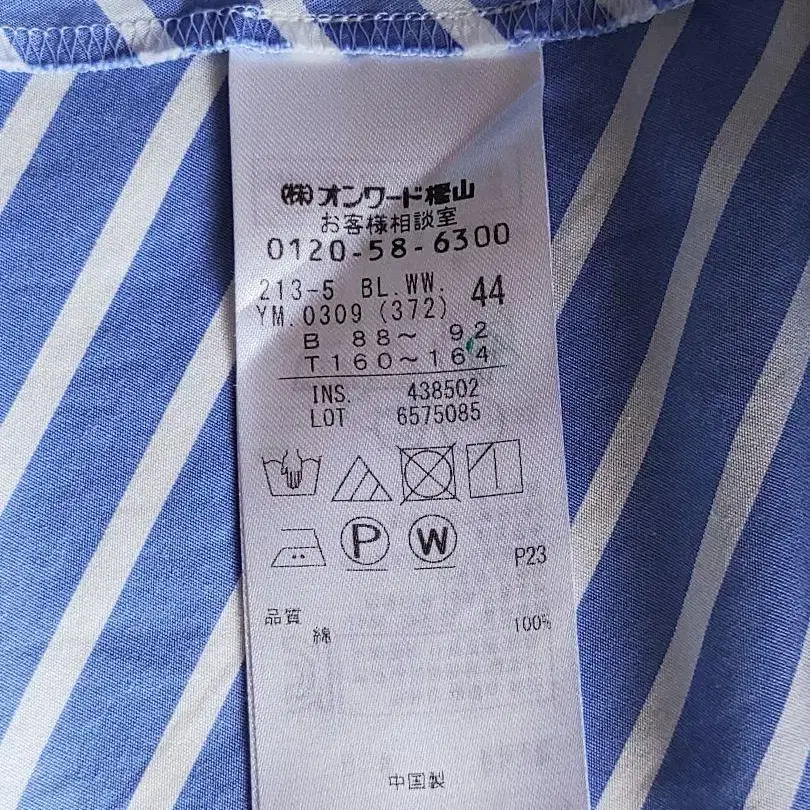 (株)オンワード樫山
お客様相談室
0120-58-6300
213-5 BL.WW. 44
YM.0309 (372)
B 88～ 92
T160～164
INS. 438502
LOT 6575085
P W
P23
品質
綿 100%
中国製